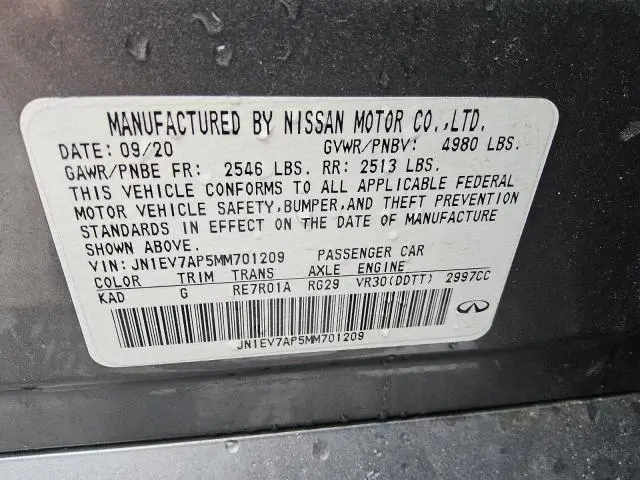 MANUFACTURED BY NISSAN MOTOR CO.,LTD.
DATE: 09/20 GVWR/PNBV: 4980 LBS.
GAWR/PNBE FR: 2546 LBS. RR: 2513 LBS.
THIS VEHICLE CONFORMS TO ALL APPLICABLE FEDERAL
MOTOR VEHICLE SAFETY, BUMPER, AND THEFT PREVENTION
STANDARDS IN EFFECT ON THE DATE OF MANUFACTURE
SHOWN ABOVE.
VIN: JN1EV7AP5MM701209 PASSENGER CAR
COLOR TRIM TRANS AXLE ENGINE
KAD G RE7R01A RG29 VR30(DDTT) 2997CC
JN1EV7AP5MM701209